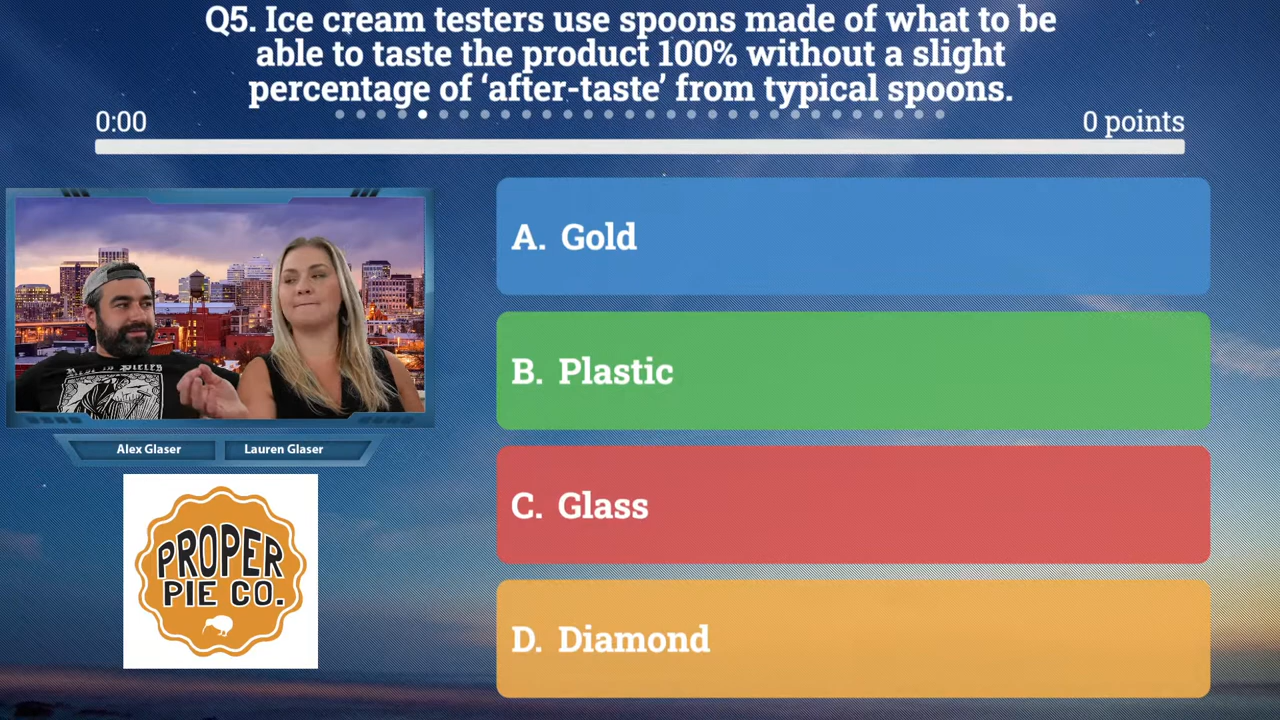 Q5. Ice cream testers use spoons made of what to be
able to taste the product 100% without a slight
percentage of ‘after-taste’ from typical spoons.
0:00
0 points
A. Gold
B. Plastic
C. Glass
D. Diamond
Alex Glaser
Lauren Glaser
PROPER
PIE CO.